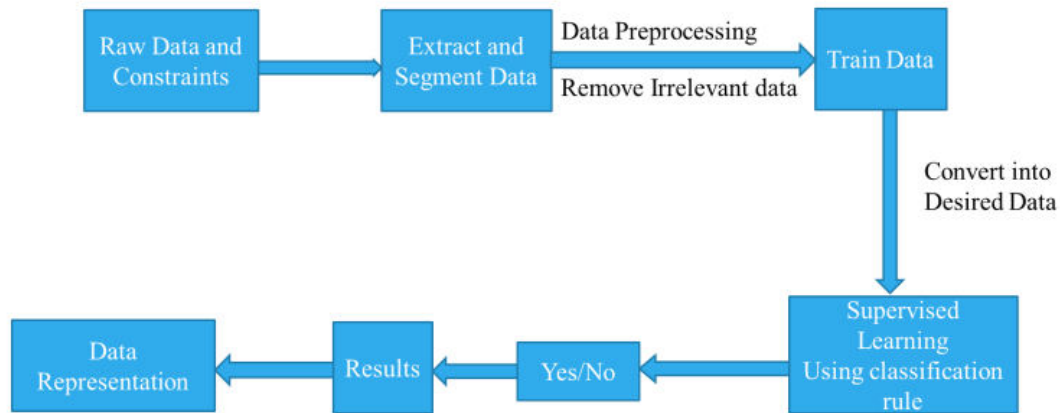 Raw Data and
Constraints
Extract and
Segment Data
Data Preprocessing
Remove Irrelevant data
Train Data
Convert into
Desired Data
Supervised
Learning
Using classification
rule
Yes/No
Results
Data
Representation